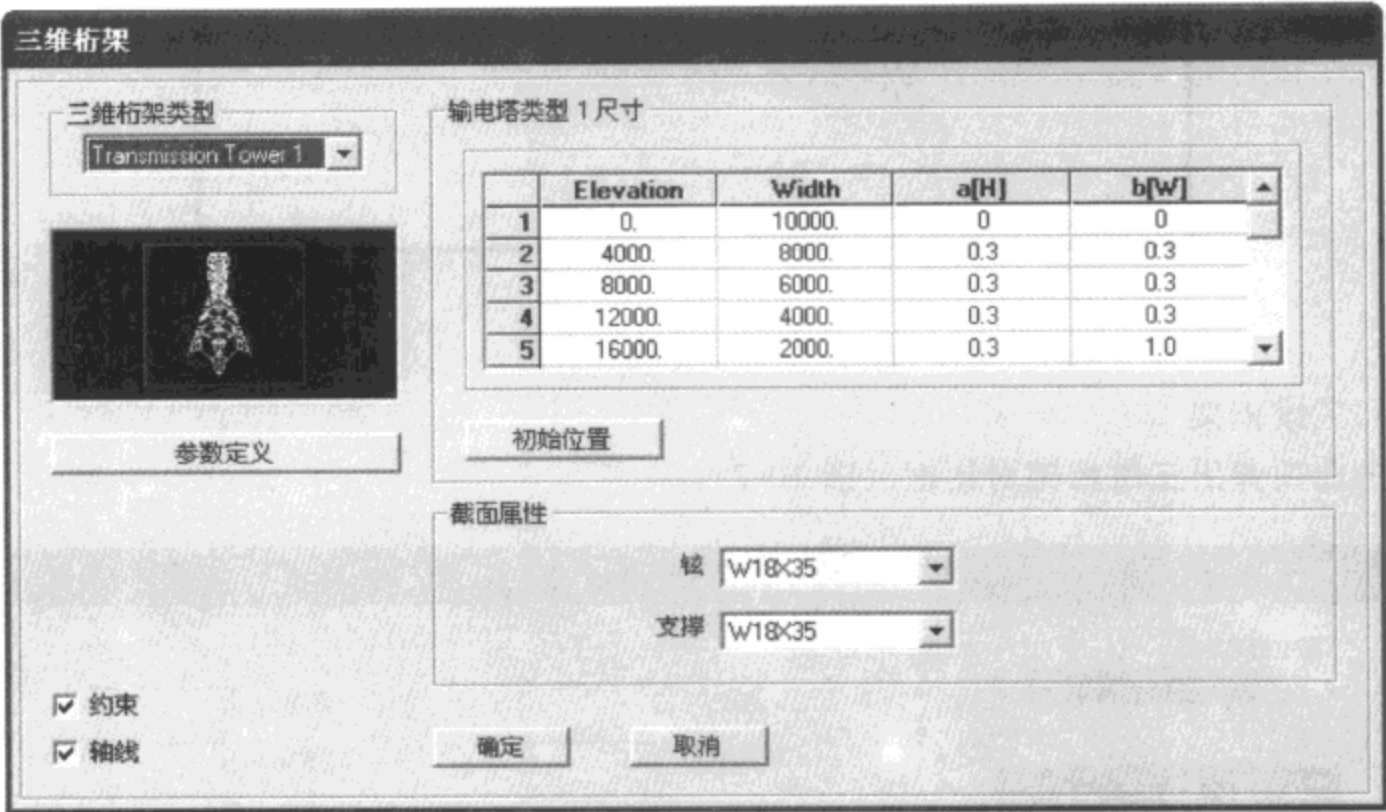 三维桁架
三维桁架类型
Transmission Tower 1
参数定义
输电塔类型 1 尺寸
Elevation Width a[H] b[W]
1 0. 10000. 0 0
2 4000. 8000. 0.3 0.3
3 8000. 6000. 0.3 0.3
4 12000. 4000. 0.3 0.3
5 16000. 2000. 0.3 1.0
初始位置
截面属性
铉 W18X35
支撑 W18X35
约束
轴线
确定 取消